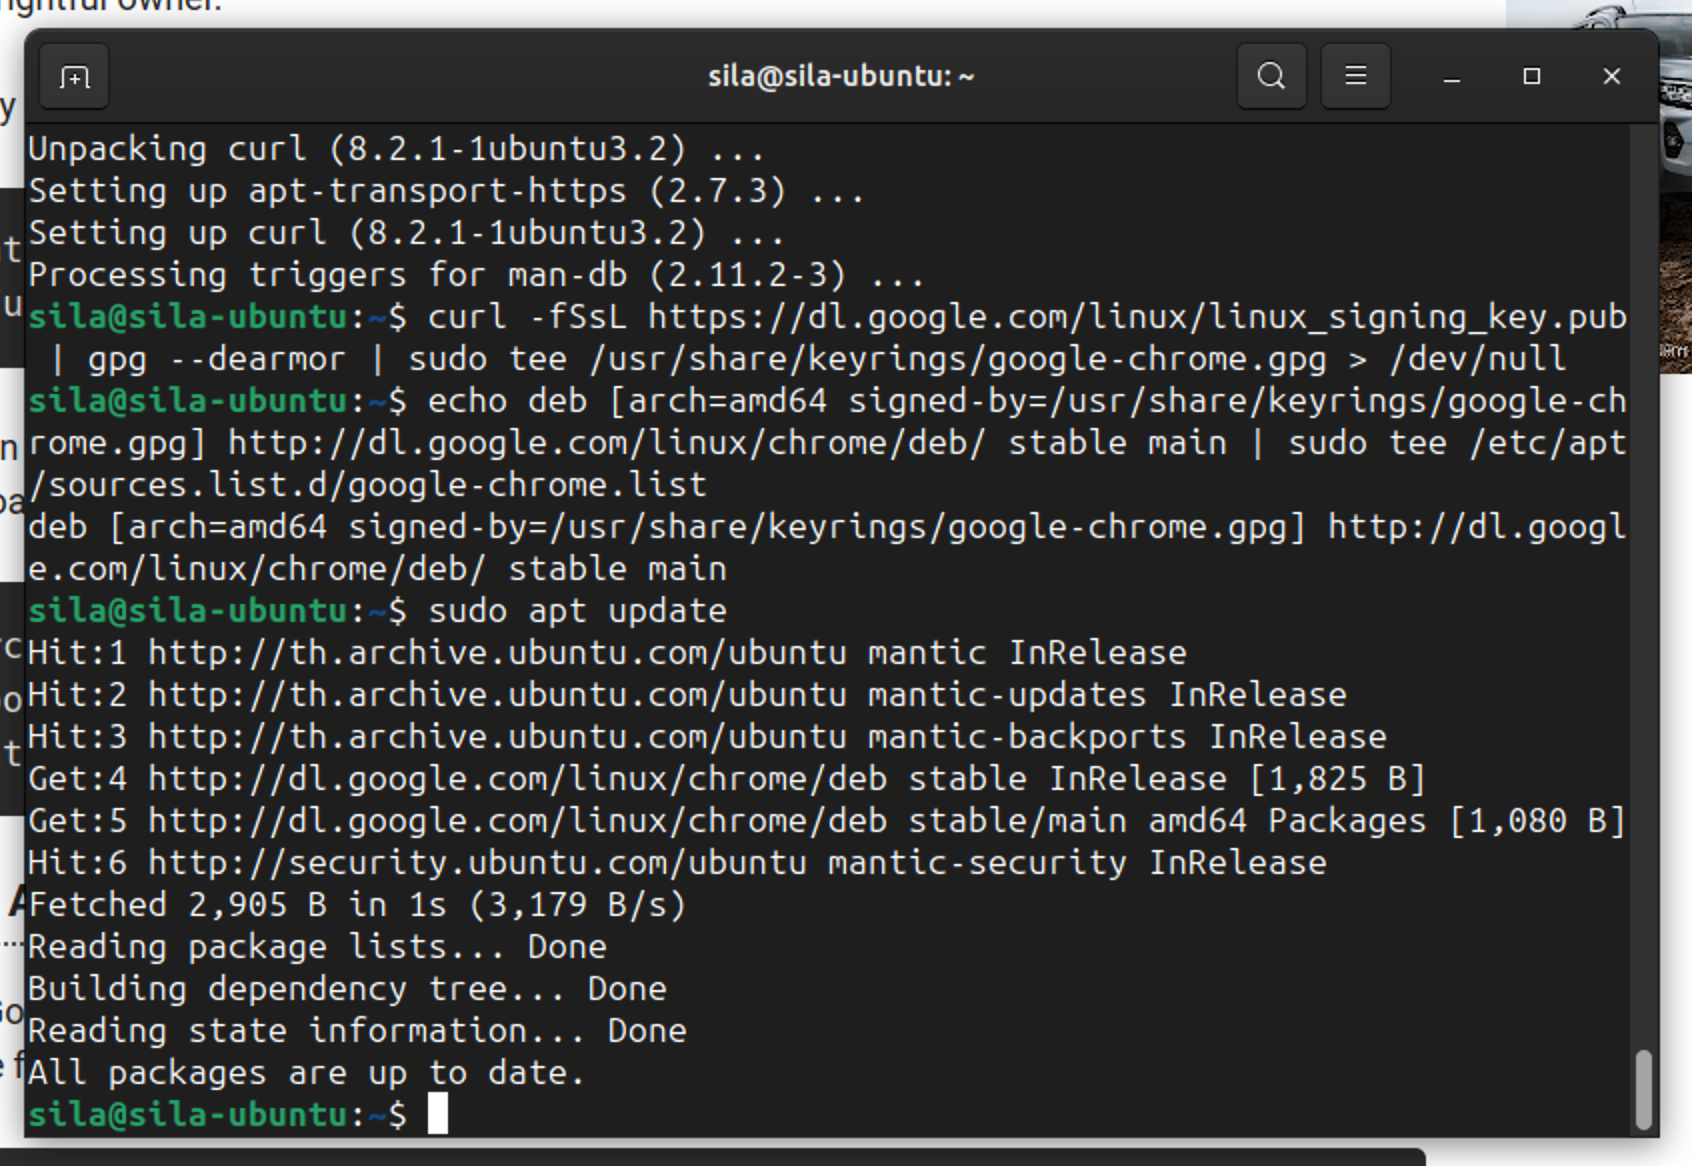 rightful owner.
sila@sila-ubuntu: ~
Unpacking curl (8.2.1-1ubuntu3.2) ...
Setting up apt-transport-https (2.7.3) ...
Setting up curl (8.2.1-1ubuntu3.2) ...
Processing triggers for man-db (2.11.2-3) ...
sila@sila-ubuntu:~$ curl -fSsL https://dl.google.com/linux/linux_signing_key.pub
| gpg --dearmor | sudo tee /usr/share/keyrings/google-chrome.gpg > /dev/null
sila@sila-ubuntu:~$ echo deb [arch=amd64 signed-by=/usr/share/keyrings/google-ch
rome.gpg] http://dl.google.com/linux/chrome/deb/ stable main | sudo tee /etc/apt
/sources.list.d/google-chrome.list
deb [arch=amd64 signed-by=/usr/share/keyrings/google-chrome.gpg] http://dl.googl
e.com/linux/chrome/deb/ stable main
sila@sila-ubuntu:~$ sudo apt update
Hit:1 http://th.archive.ubuntu.com/ubuntu mantic InRelease
Hit:2 http://th.archive.ubuntu.com/ubuntu mantic-updates InRelease
Hit:3 http://th.archive.ubuntu.com/ubuntu mantic-backports InRelease
Get:4 http://dl.google.com/linux/chrome/deb stable InRelease [1,825 B]
Get:5 http://dl.google.com/linux/chrome/deb stable/main amd64 Packages [1,080 B]
Hit:6 http://security.ubuntu.com/ubuntu mantic-security InRelease
Fetched 2,905 B in 1s (3,179 B/s)
Reading package lists... Done
Building dependency tree... Done
Reading state information... Done
All packages are up to date.
sila@sila-ubuntu:~$